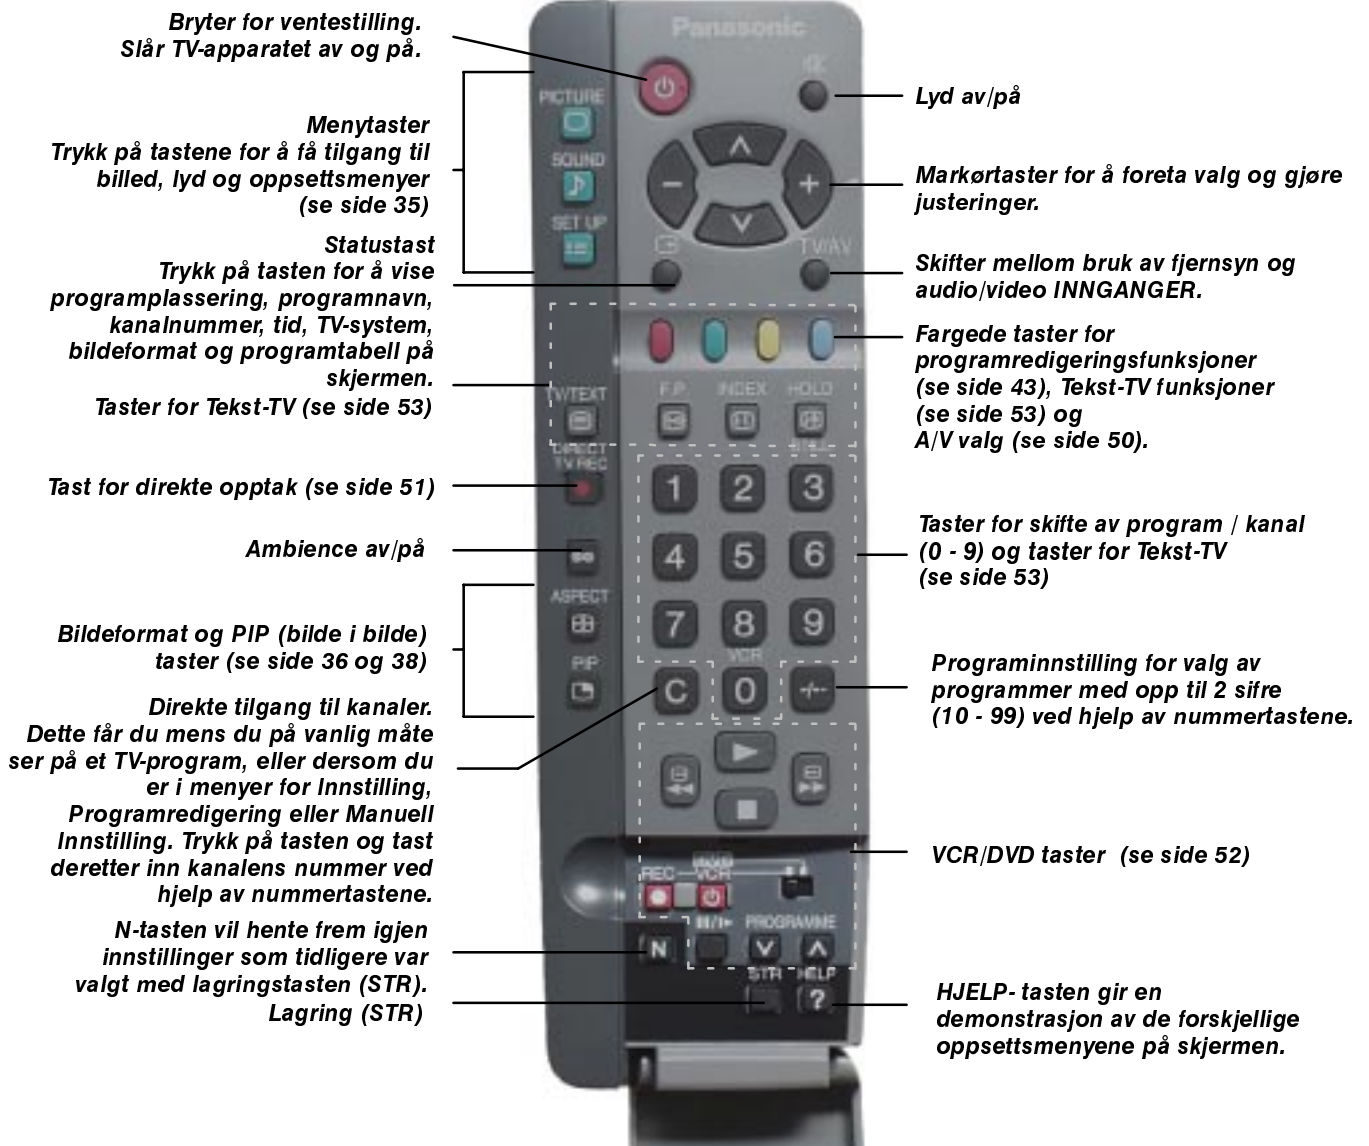 Bryter for ventestilling.
Slår TV-apparatet av og på.
Menytaster
Trykk på tastene for å få tilgang til
billed, lyd og oppsettsmenyer
(se side 35)
Statustast
Trykk på tasten for å vise
programplassering, programnavn,
kanalnummer, tid, TV-system,
bildeformat og programtabell på
skjermen.
Taster for Tekst-TV (se side 53)
Tast for direkte opptak (se side 51)
Ambience av/på
Bildeformat og PIP (bilde i bilde)
taster (se side 36 og 38)
Direkte tilgang til kanaler.
Dette får du mens du på vanlig måte
ser på et TV-program, eller dersom du
er i menyer for Innstilling,
Programredigering eller Manuell
Innstilling. Trykk på tasten og tast
deretter inn kanalens nummer ved
hjelp av nummertastene.
N-tasten vil hente frem igjen
innstillinger som tidligere var
valgt med lagringstasten (STR).
Lagring (STR)
Panasonic
PICTURE
SOUND
SET UP
TV/AV
TV/TEXT
F.P.
INDEX
HOLD
DIRECT
TV REC
1 2 3
4 5 6
ASPECT
7 8 9
VCR
PIP
C 0 -/--
REC VCR
PROGRAMME
N
STR HELP
?
Lyd av/på
Markørtaster for å foreta valg og gjøre
justeringer.
Skifter mellom bruk av fjernsyn og
audio/video INNGANGER.
Fargede taster for
programredigeringsfunksjoner
(se side 43), Tekst-TV funksjoner
(se side 53) og
A/V valg (se side 50).
Taster for skifte av program / kanal
(0 - 9) og taster for Tekst-TV
(se side 53)
Programinnstilling for valg av
programmer med opp til 2 sifre
(10 - 99) ved hjelp av nummertastene.
VCR/DVD taster (se side 52)
HJELP- tasten gir en
demonstrasjon av de forskjellige
oppsettsmenyene på skjermen.